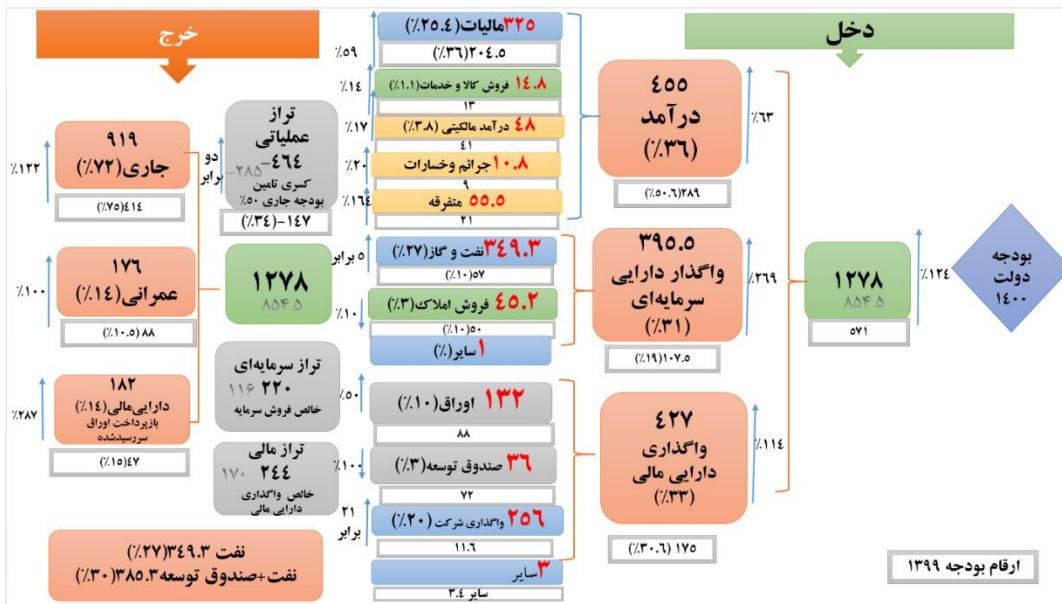 دخل
بودجه
دولت
۱۴۰۰
٪۱۲۴
۱۲۷۸
۸۵۴.۵
۵۷۱
٪۶۳
۴۵۵
درآمد
(٪۳۶)
۲۸۹(٪۵۰.۶)
٪۲۶۹
۳۹۵.۵
واگذار دارایی
سرمایه‌ای
(٪۳۱)
۱۰۷.۵(٪۱۹)
٪۱۱۴
۴۲۷
واگذاری
دارایی مالی
(٪۳۳)
۱۷۵ (٪۳۰.۶)
ارقام بودجه ۱۳۹۹
۳۲۵مالیات(٪۲۵.۴)
۲۰۴.۵(٪۳۶)
٪۵۹
۱۴.۸ فروش کالا و خدمات(٪۱.۱)
۱۳
٪۱۴
۴۸ درآمد مالکیتی (٪۳.۸)
۴۱
٪۱۷
۱۰.۸جرائم وخسارات
۹
٪۲۰
۵۵.۵ متفرقه
۲۱
٪۱۶۴
۳۴۹.۳نفت و گاز(٪۲۷)
۵۷(٪۱۰)
۵ برابر
۴۵.۲ فروش املاک(٪۳)
۵۰(٪۱۰)
٪۱۰
۱ سایر(٪)
۱۳۲ اوراق(٪۱۰)
۸۸
٪۵۰
۳۶ صندوق توسعه(٪۳)
۷۲
٪۱۰۰
۲۵۶ واگذاری شرکت (٪۲۰)
۱۱.۶
۲۱
برابر
۳سایر
سایر ۳.۴
خرج
تراز
عملیاتی
-۴۶۴
-۲۸۵
کسری تامین
بودجه جاری ۵۰٪
-۱۴۷(٪۳۴)
دو
برابر
۱۲۷۸
۸۵۴.۵
تراز سرمایه‌ای
۲۲۰ ۱۱۶
خالص فروش سرمایه
تراز مالی
۲۴۴ ۱۷۰
خالص واگذاری
دارایی مالی
۹۱۹
جاری(٪۷۲)
۴۱۴(٪۷۵)
٪۱۲۲
۱۷۶
عمرانی(٪۱۴)
۸۸(٪۱۰.۵)
٪۱۰۰
۱۸۲
دارایی‌مالی(٪۱۴)
بازپرداخت اوراق
سررسیدشده
۴۷(٪۱۵)
٪۲۸۷
نفت ۳۴۹.۳(٪۲۷)
نفت+صندوق توسعه۳۸۵.۳(٪۳۰)